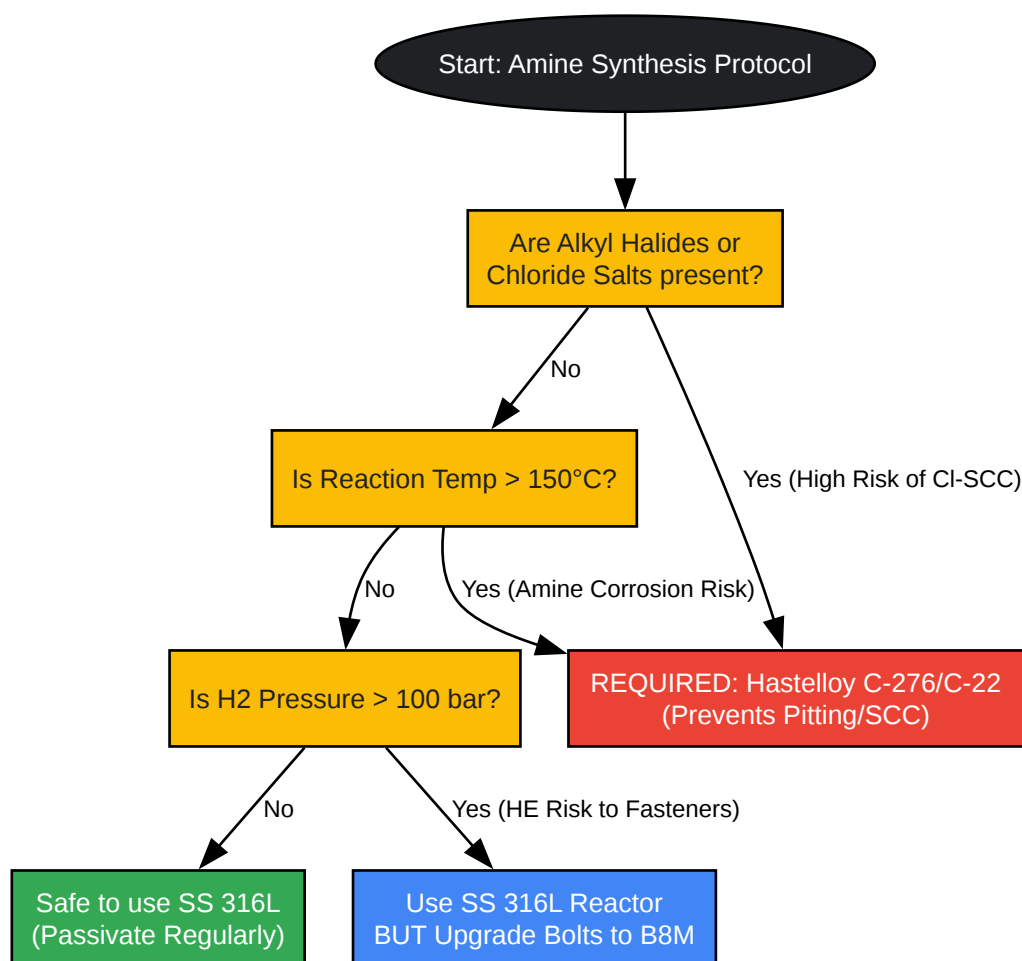 Start: Amine Synthesis Protocol
Are Alkyl Halides or
Chloride Salts present?
No
Yes (High Risk of Cl-SCC)
Is Reaction Temp > 150°C?
No
Yes (Amine Corrosion Risk)
Is H2 Pressure > 100 bar?
REQUIRED: Hastelloy C-276/C-22
(Prevents Pitting/SCC)
No
Yes (HE Risk to Fasteners)
Safe to use SS 316L
(Passivate Regularly)
Use SS 316L Reactor
BUT Upgrade Bolts to B8M